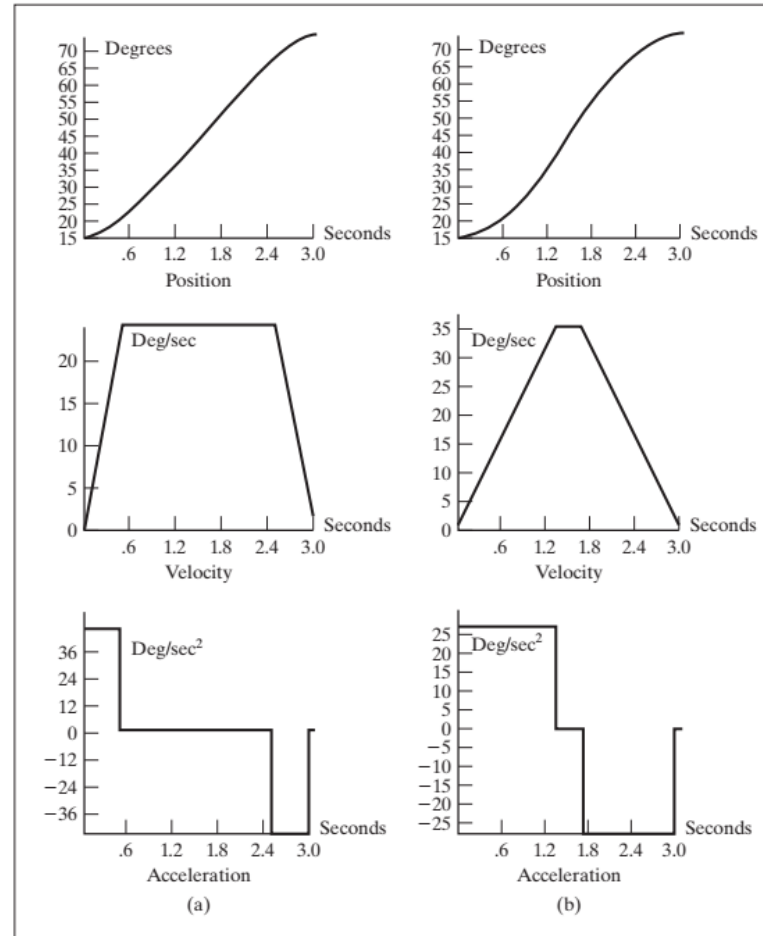 Degrees
70
65
60
55
50
45
40
35
30
25
20
15
.6 1.2 1.8 2.4 3.0
Seconds
Position
Degrees
70
65
60
55
50
45
40
35
30
25
20
15
.6 1.2 1.8 2.4 3.0
Seconds
Position
Deg/sec
20
15
10
5
0
.6 1.2 1.8 2.4 3.0
Seconds
Velocity
Deg/sec
35
30
25
20
15
10
5
0
.6 1.2 1.8 2.4 3.0
Seconds
Velocity
Deg/sec²
36
24
12
0
−12
−24
−36
.6 1.2 1.8 2.4 3.0
Seconds
Acceleration
(a)
Deg/sec²
25
20
15
10
5
0
−5
−10
−15
−20
−25
.6 1.2 1.8 2.4 3.0
Seconds
Acceleration
(b)